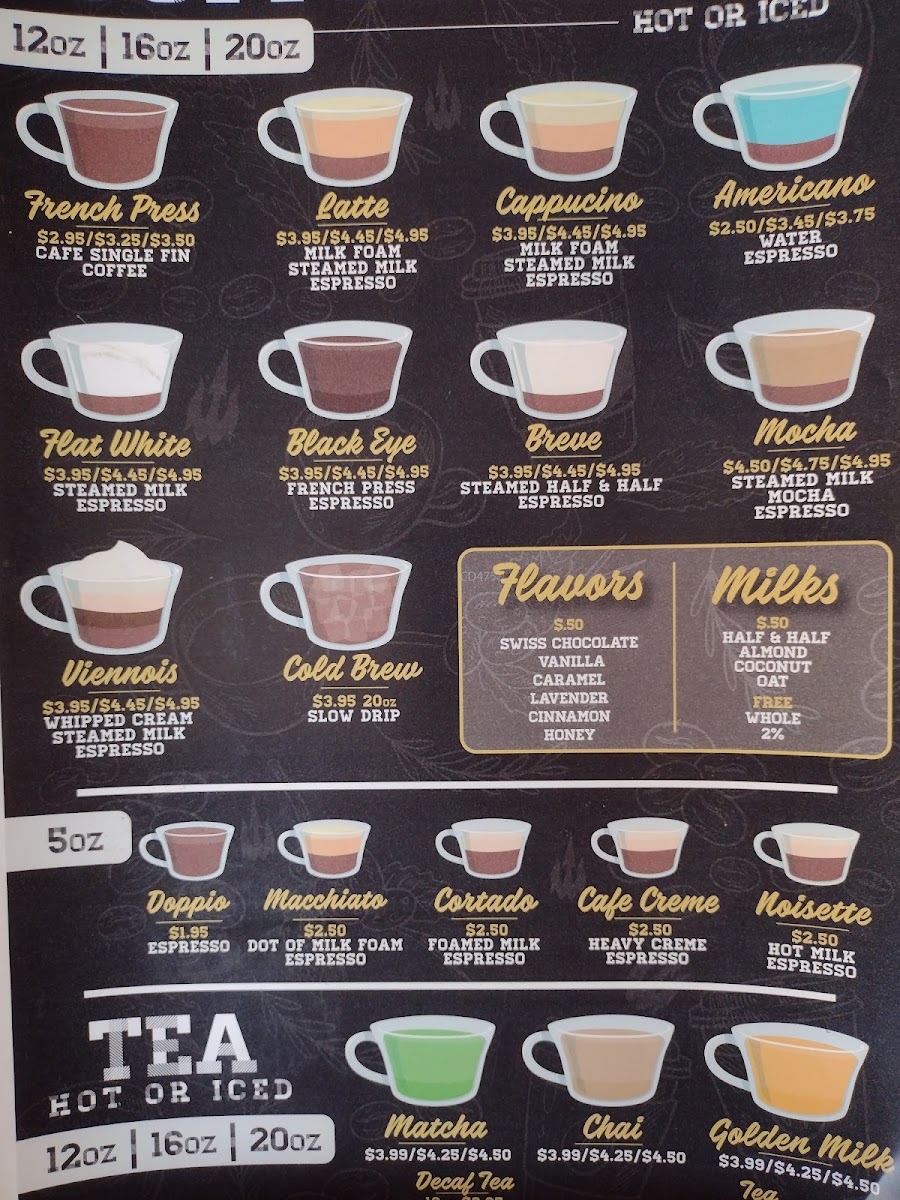 12oz | 16oz | 20oz
HOT OR ICED
French Press
$2.95/$3.25/$3.50
CAFE SINGLE FIN
COFFEE
Latte
$3.95/$4.45/$4.95
MILK FOAM
STEAMED MILK
ESPRESSO
Cappucino
$3.95/$4.45/$4.95
MILK FOAM
STEAMED MILK
ESPRESSO
Americano
$2.50/$3.45/$3.75
WATER
ESPRESSO
Flat White
$3.95/$4.45/$4.95
STEAMED MILK
ESPRESSO
Black Eye
$3.95/$4.45/$4.95
FRENCH PRESS
ESPRESSO
Breve
$3.95/$4.45/$4.95
STEAMED HALF & HALF
ESPRESSO
Mocha
$4.50/$4.75/$4.95
STEAMED MILK
MOCHA
ESPRESSO
Viennois
$3.95/$4.45/$4.95
WHIPPED CREAM
STEAMED MILK
ESPRESSO
Cold Brew
$3.95 20oz
SLOW DRIP
Flavors
$.50
SWISS CHOCOLATE
VANILLA
CARAMEL
LAVENDER
CINNAMON
HONEY
Milks
$.50
HALF & HALF
ALMOND
COCONUT
OAT
FREE
WHOLE
2%
5oz
Doppio
$1.95
ESPRESSO
Macchiato
$2.50
DOT OF MILK FOAM
ESPRESSO
Cortado
$2.50
FOAMED MILK
ESPRESSO
Cafe Creme
$2.50
HEAVY CREME
ESPRESSO
Noisette
$2.50
HOT MILK
ESPRESSO
TEA
HOT OR ICED
12oz | 16oz | 20oz
Matcha
$3.99/$4.25/$4.50
Chai
$3.99/$4.25/$4.50
Golden Milk
$3.99/$4.25/$4.50
Decaf Tea
Tea